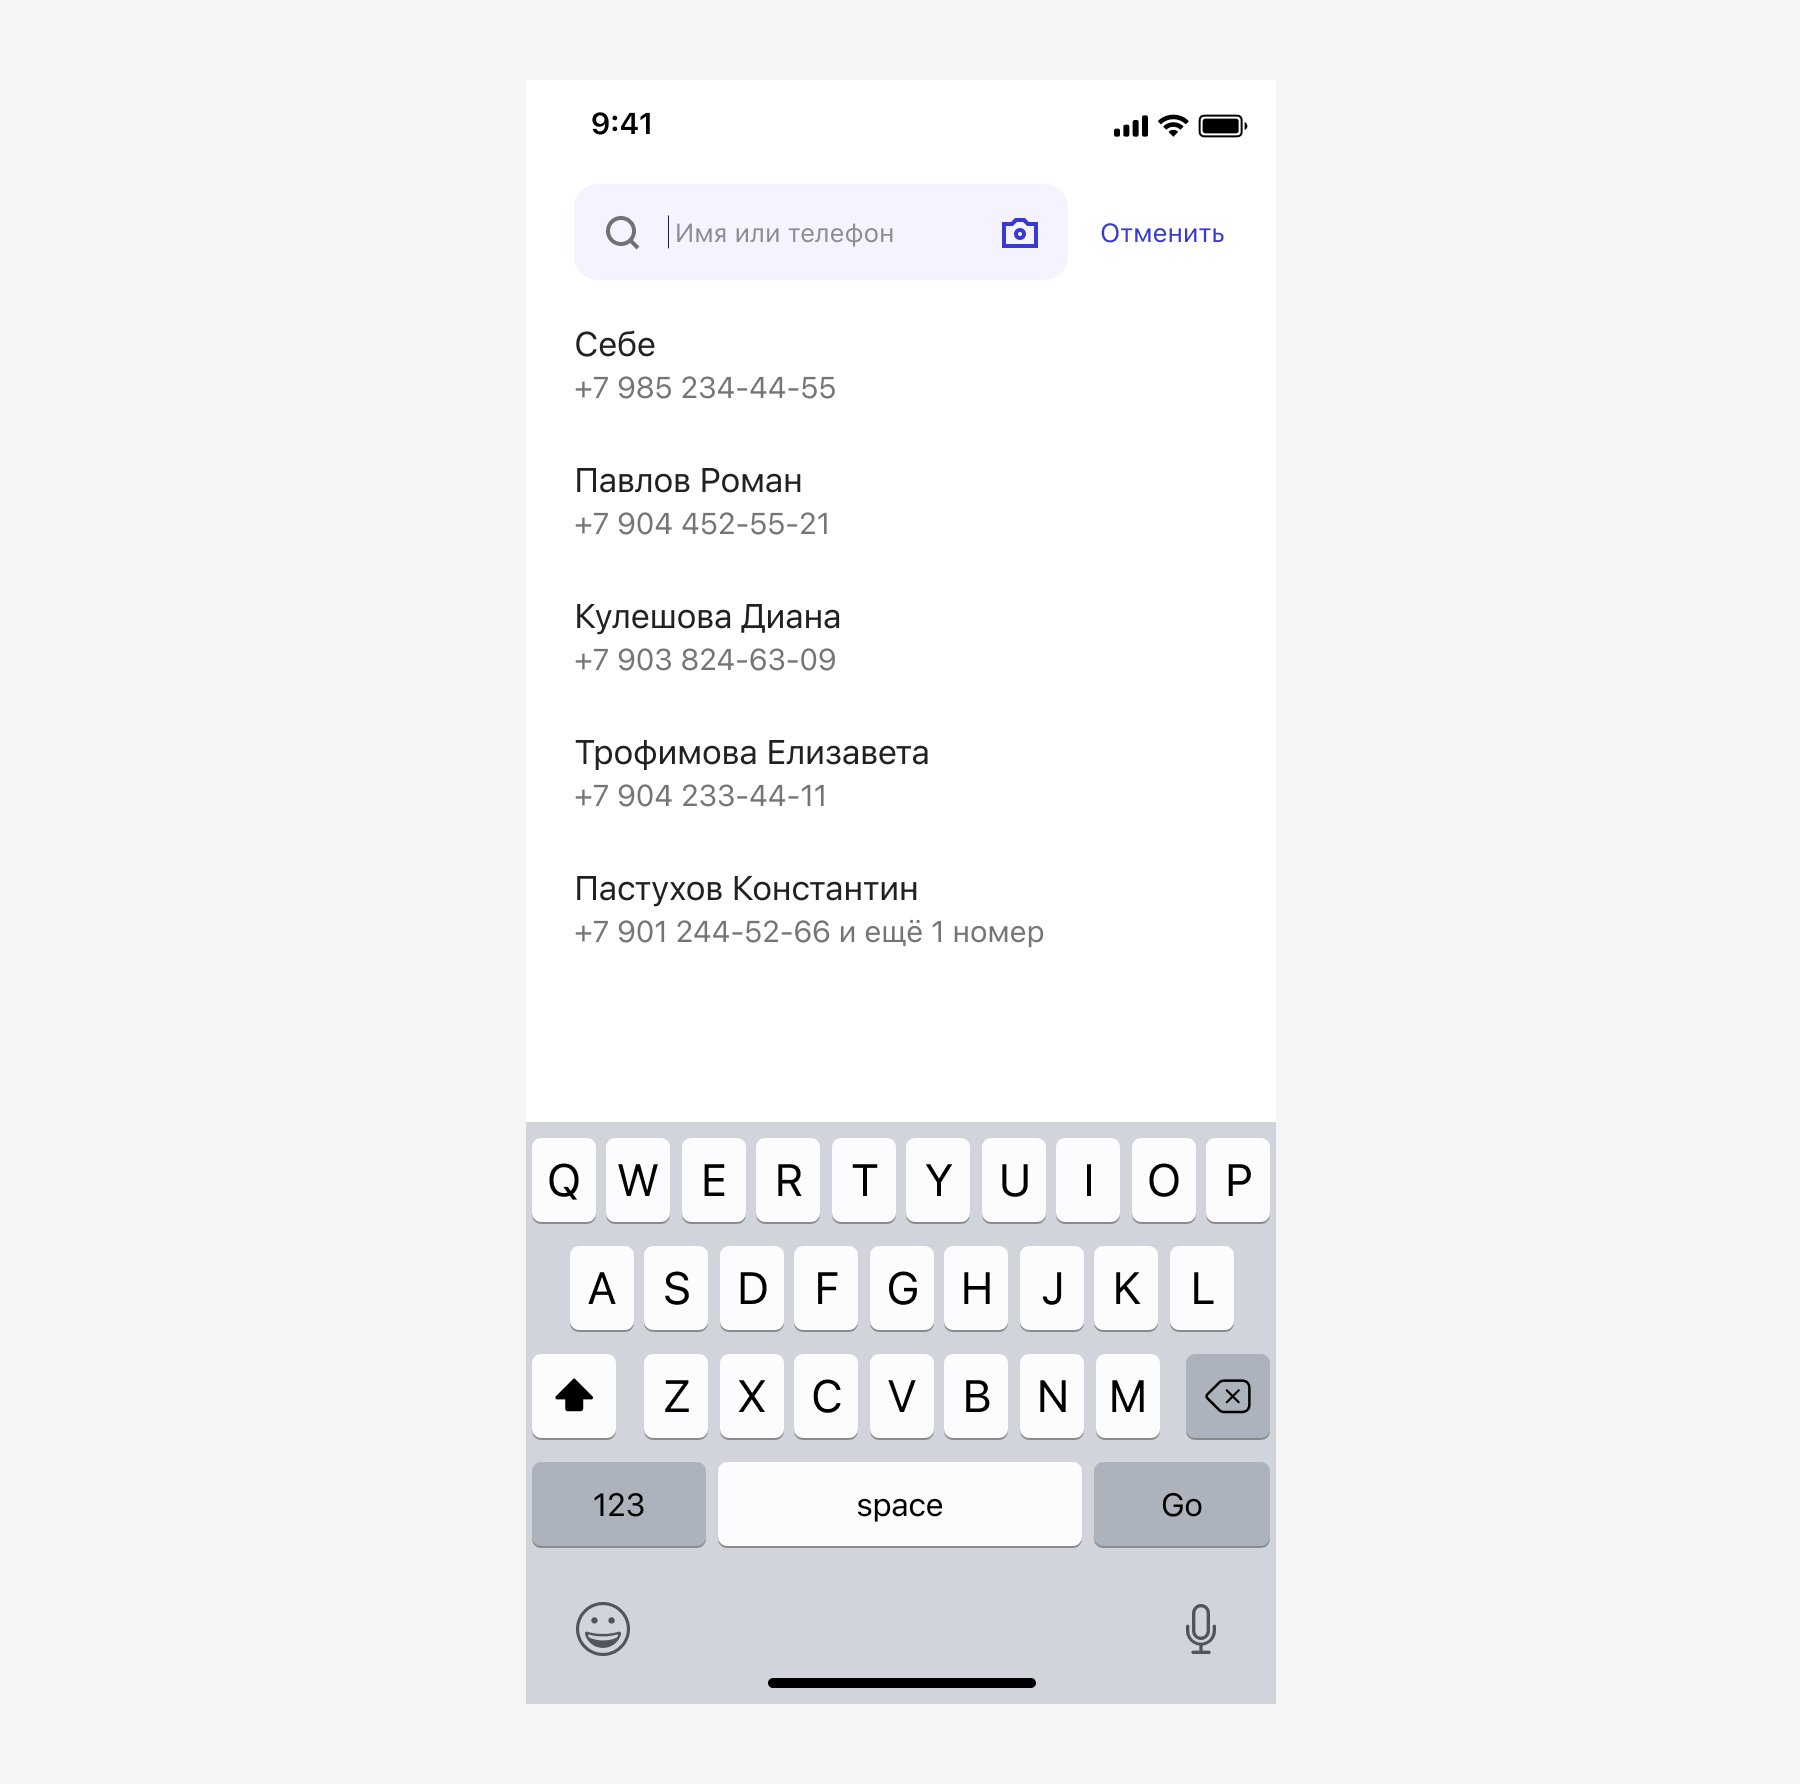 9:41
Имя или телефон
Отменить
Себе
+7 985 234-44-55
Павлов Роман
+7 904 452-55-21
Кулешова Диана
+7 903 824-63-09
Трофимова Елизавета
+7 904 233-44-11
Пастухов Константин
+7 901 244-52-66 и ещё 1 номер
Q W E R T Y U I O P
A S D F G H J K L
Z X C V B N M
123 space Go